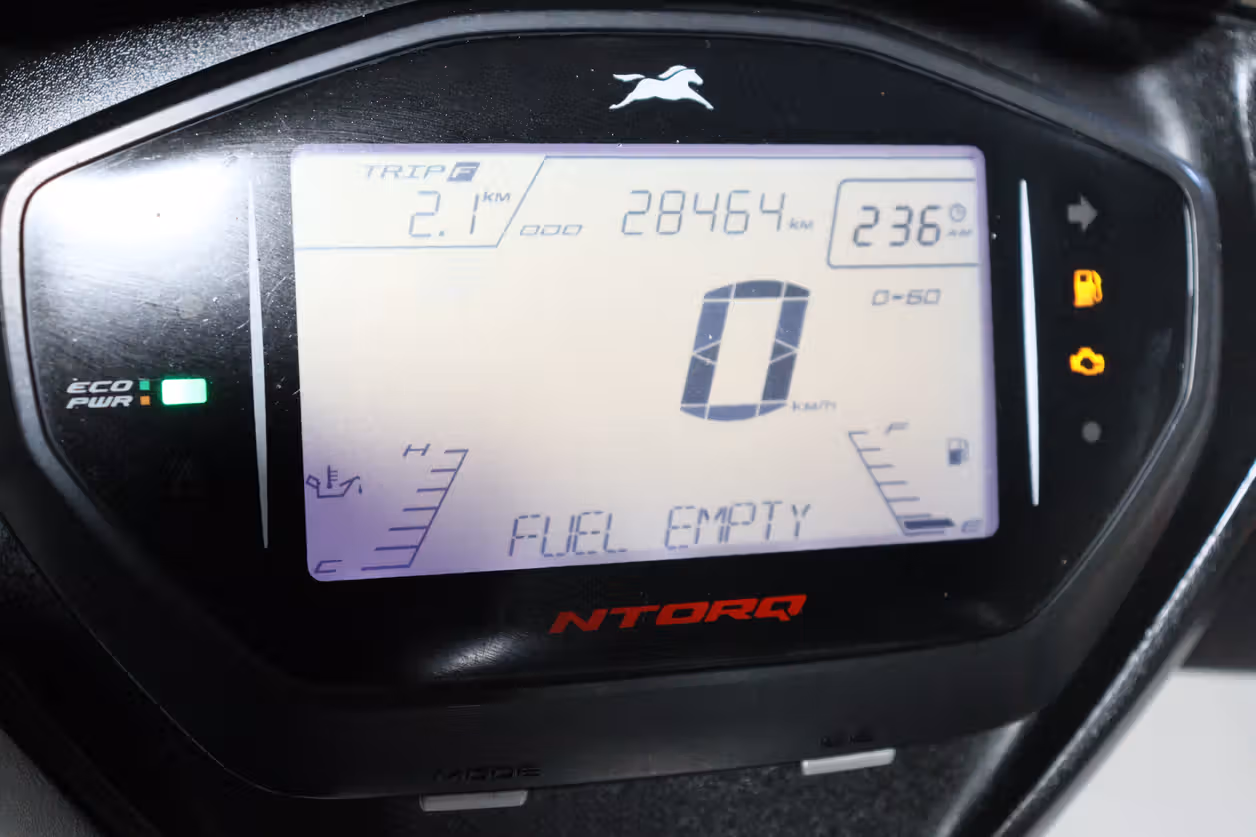 TRIP F
2.1 KM
ODO
28464 KM
2 36 AM
0-60
0
KM/H
ECO
PWR
H
C
F
E
FUEL EMPTY
NTORQ
MODE